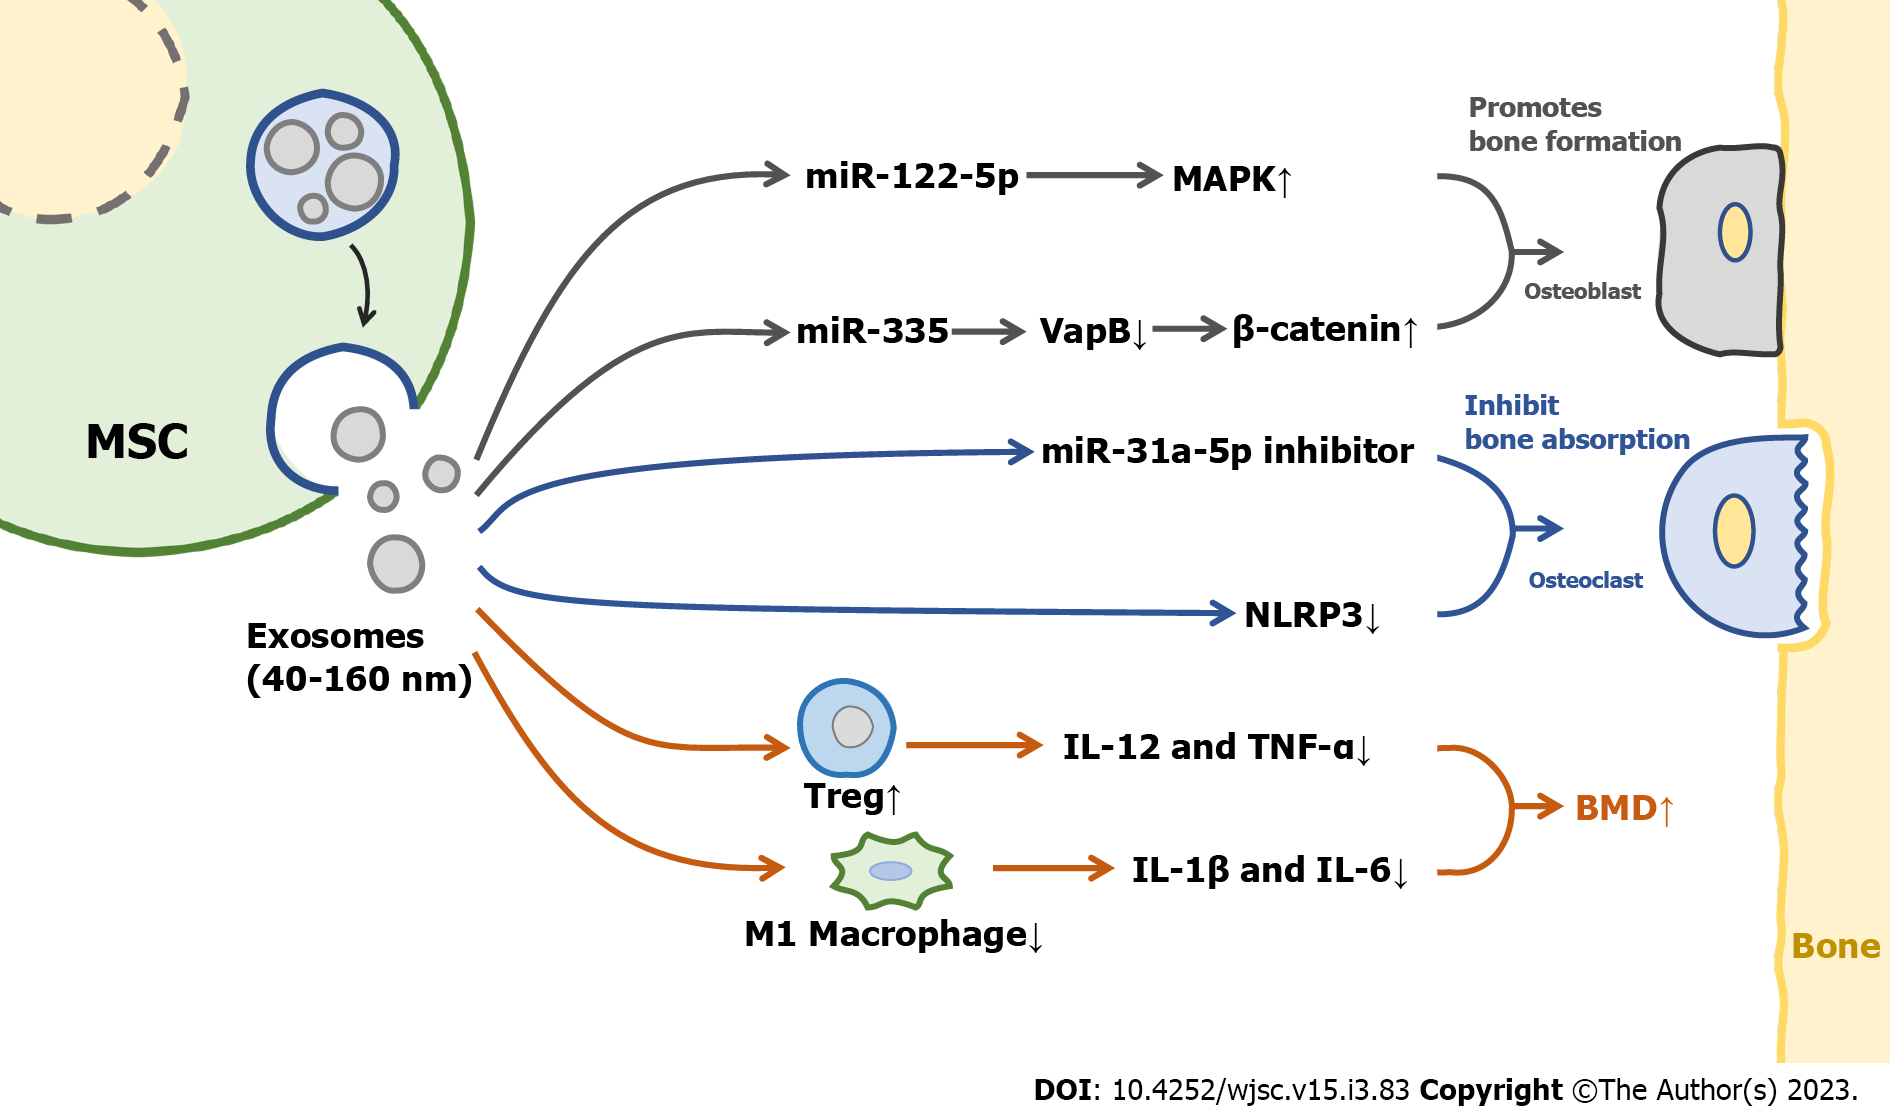 MSC
Exosomes
(40-160 nm)
miR-122-5p
MAPK↑
Promotes
bone formation
Osteoblast
miR-335
VapB↓
β-catenin↑
miR-31a-5p inhibitor
Inhibit
bone absorption
Osteoclast
NLRP3↓
Treg↑
IL-12 and TNF-α↓
M1 Macrophage↓
IL-1β and IL-6↓
BMD↑
Bone
DOI: 10.4252/wjsc.v15.i3.83 Copyright ©The Author(s) 2023.